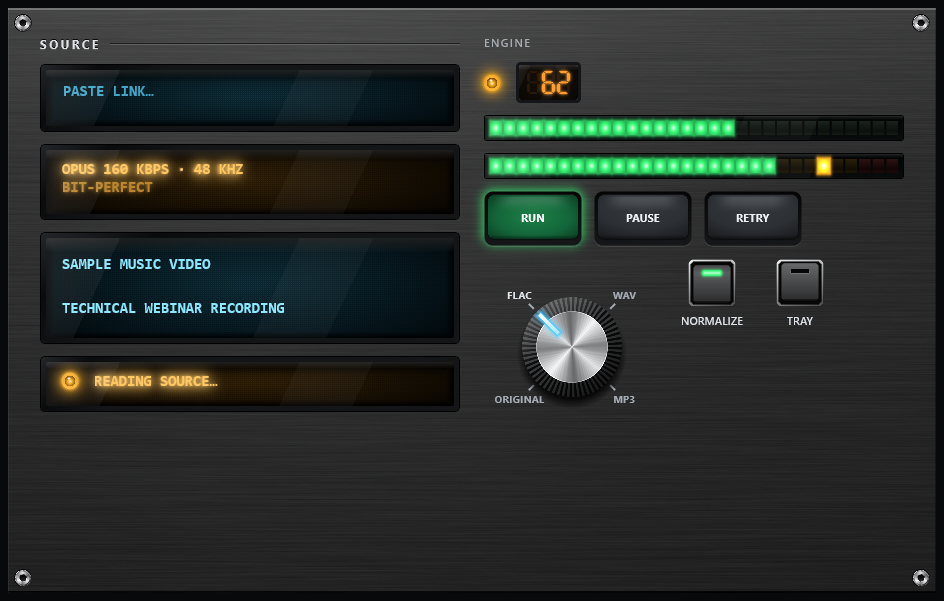 SOURCE
PASTE LINK…
OPUS 160 KBPS · 48 KHZ
BIT-PERFECT
SAMPLE MUSIC VIDEO
TECHNICAL WEBINAR RECORDING
READING SOURCE…
ENGINE
62
RUN
PAUSE
RETRY
FLAC
WAV
ORIGINAL
MP3
NORMALIZE
TRAY